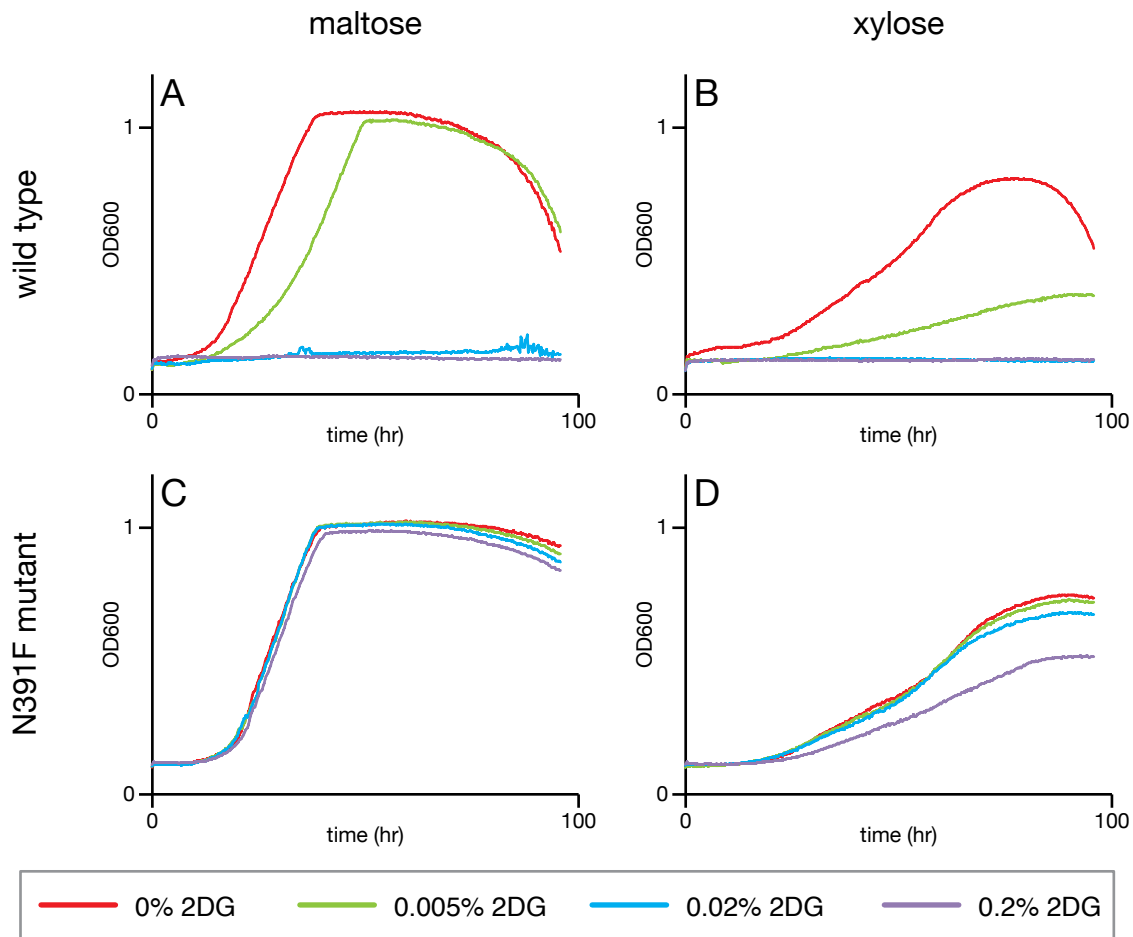 maltose
xylose
wild type
A
1
OD600
0
0
100
time (hr)
B
1
OD600
0
0
100
time (hr)
N391F mutant
C
1
OD600
0
0
100
time (hr)
D
1
OD600
0
0
100
time (hr)
0% 2DG
0.005% 2DG
0.02% 2DG
0.2% 2DG